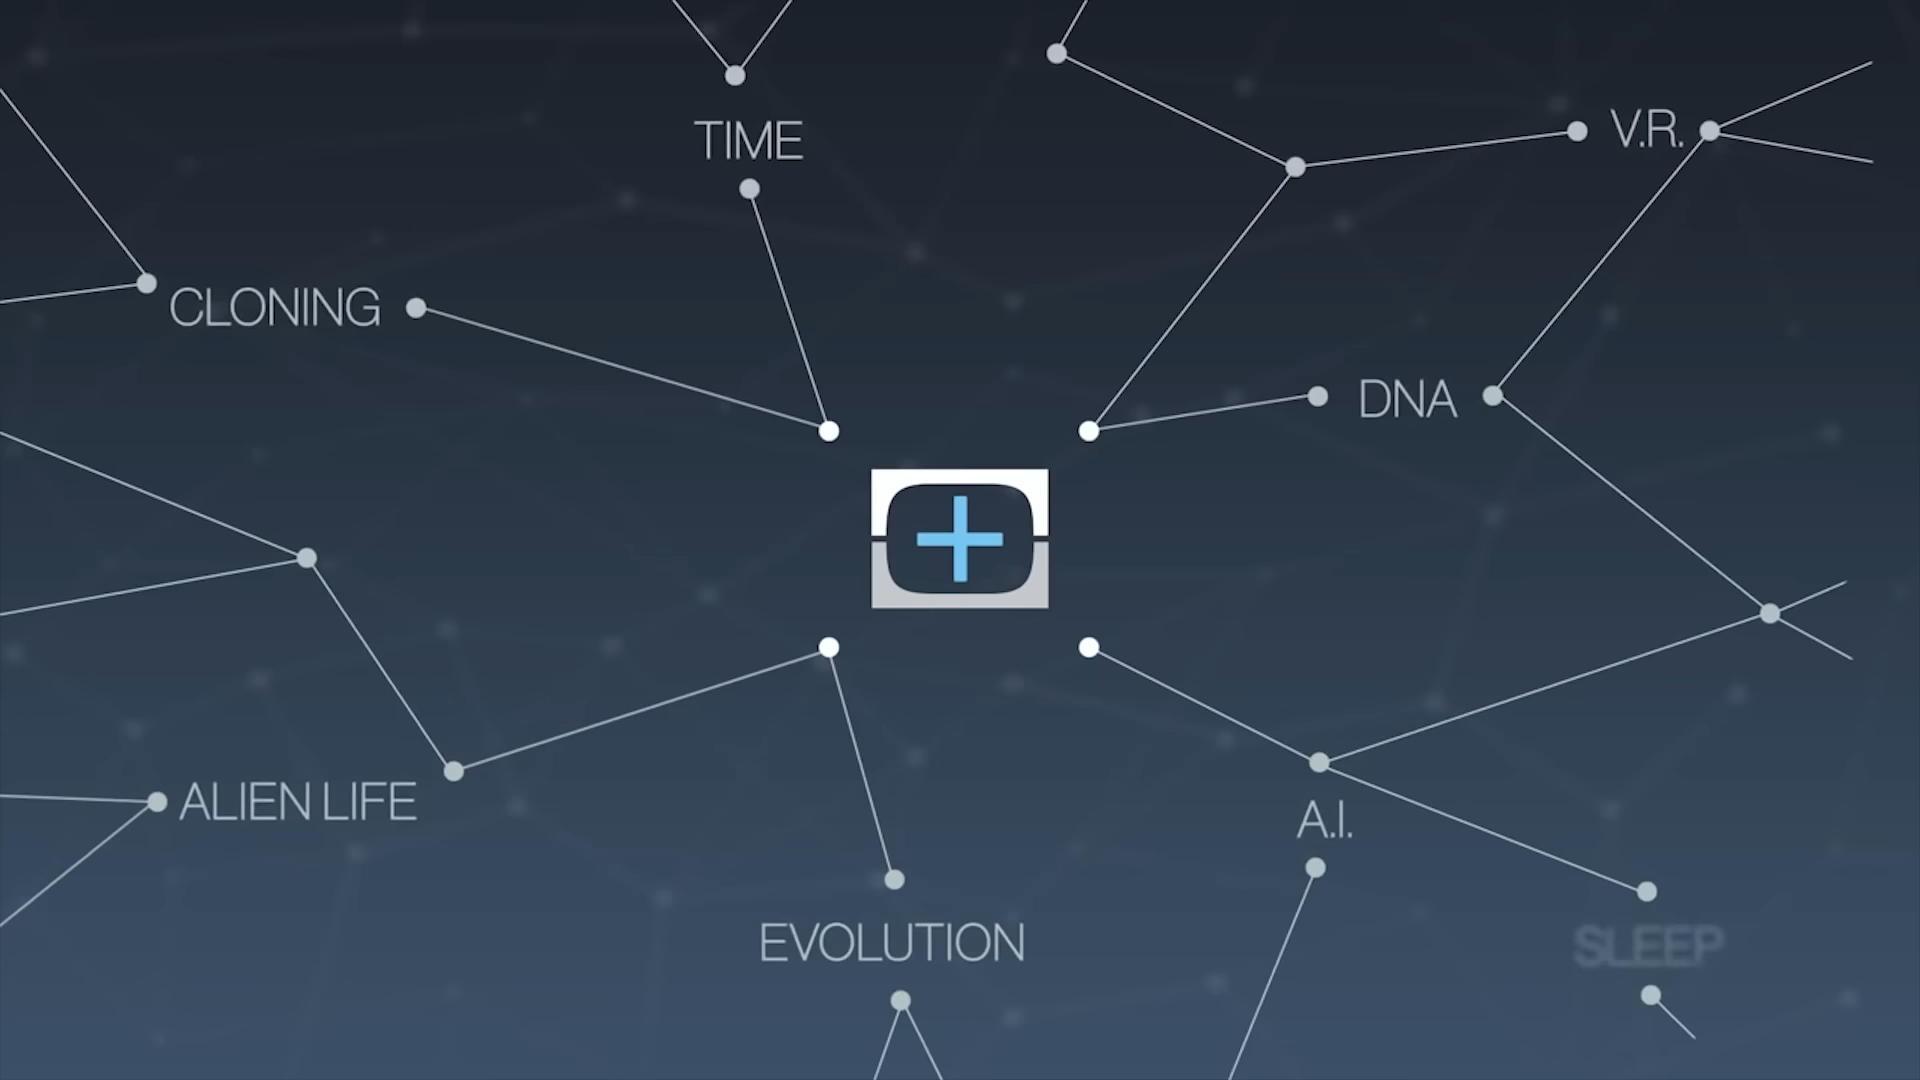 TIME
V.R.
CLONING
DNA
ALIEN LIFE
A.I.
EVOLUTION
SLEEP